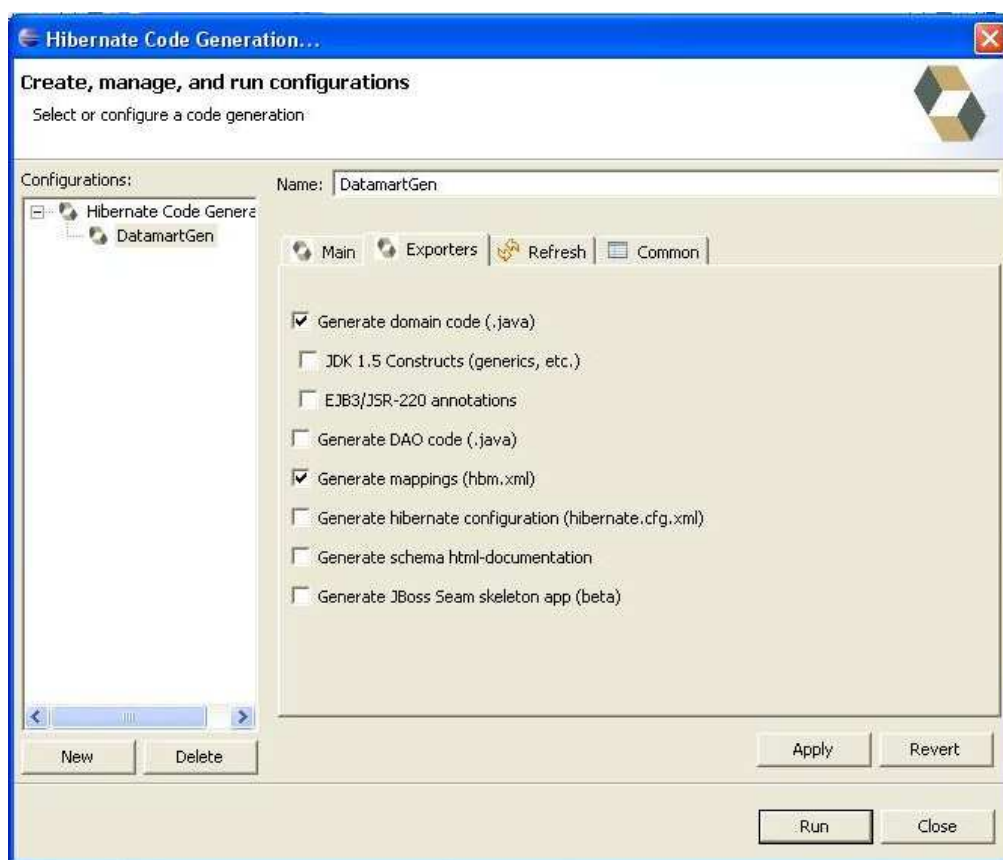 Hibernate Code Generation...
Create, manage, and run configurations
Select or configure a code generation
Configurations:
Hibernate Code Genera
DatamartGen
New
Delete
Name: DatamartGen
Main
Exporters
Refresh
Common
Generate domain code (.java)
JDK 1.5 Constructs (generics, etc.)
EJB3/JSR-220 annotations
Generate DAO code (.java)
Generate mappings (hbm.xml)
Generate hibernate configuration (hibernate.cfg.xml)
Generate schema html-documentation
Generate JBoss Seam skeleton app (beta)
Apply
Revert
Run
Close